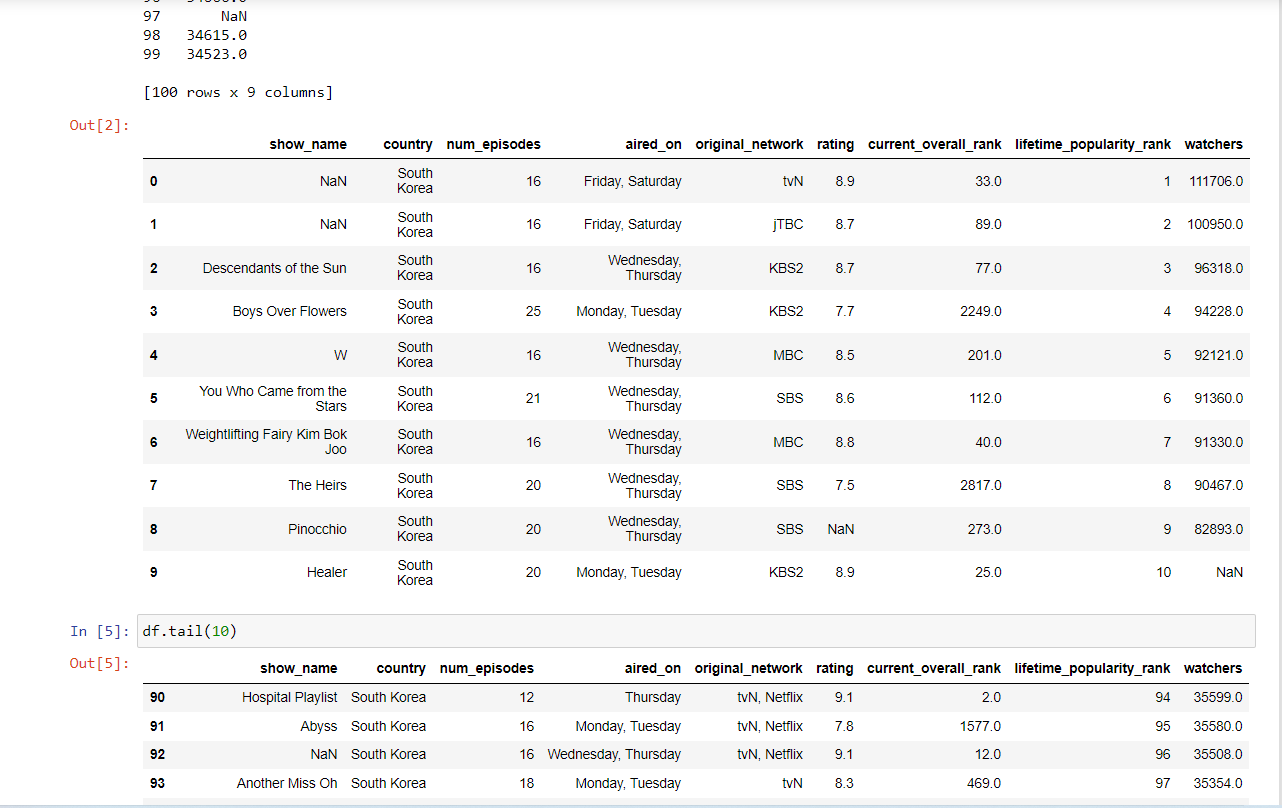 97 NaN
98 34615.0
99 34523.0
[100 rows x 9 columns]
Out[2]:
show_name country num_episodes aired_on original_network rating current_overall_rank lifetime_popularity_rank watchers
0 NaN South Korea 16 Friday, Saturday tvN 8.9 33.0 1 111706.0
1 NaN South Korea 16 Friday, Saturday jTBC 8.7 89.0 2 100950.0
2 Descendants of the Sun South Korea 16 Wednesday, Thursday KBS2 8.7 77.0 3 96318.0
3 Boys Over Flowers South Korea 25 Monday, Tuesday KBS2 7.7 2249.0 4 94228.0
4 W South Korea 16 Wednesday, Thursday MBC 8.5 201.0 5 92121.0
5 You Who Came from the Stars South Korea 21 Wednesday, Thursday SBS 8.6 112.0 6 91360.0
6 Weightlifting Fairy Kim Bok Joo South Korea 16 Wednesday, Thursday MBC 8.8 40.0 7 91330.0
7 The Heirs South Korea 20 Wednesday, Thursday SBS 7.5 2817.0 8 90467.0
8 Pinocchio South Korea 20 Wednesday, Thursday SBS NaN 273.0 9 82893.0
9 Healer South Korea 20 Monday, Tuesday KBS2 8.9 25.0 10 NaN
In [5]: df.tail(10)
Out[5]:
show_name country num_episodes aired_on original_network rating current_overall_rank lifetime_popularity_rank watchers
90 Hospital Playlist South Korea 12 Thursday tvN, Netflix 9.1 2.0 94 35599.0
91 Abyss South Korea 16 Monday, Tuesday tvN, Netflix 7.8 1577.0 95 35580.0
92 NaN South Korea 16 Wednesday, Thursday tvN, Netflix 9.1 12.0 96 35508.0
93 Another Miss Oh South Korea 18 Monday, Tuesday tvN 8.3 469.0 97 35354.0